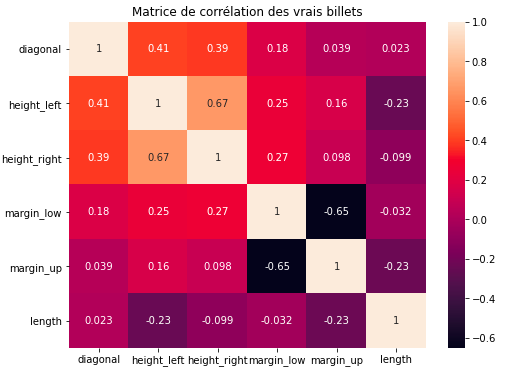 Matrice de corrélation des vrais billets
diagonal 1 0.41 0.39 0.18 0.039 0.023
height_left 0.41 1 0.67 0.25 0.16 -0.23
height_right 0.39 0.67 1 0.27 0.098 -0.099
margin_low 0.18 0.25 0.27 1 -0.65 -0.032
margin_up 0.039 0.16 0.098 -0.65 1 -0.23
length 0.023 -0.23 -0.099 -0.032 -0.23 1
diagonal height_left height_right margin_low margin_up length
1.0
0.8
0.6
0.4
0.2
0.0
-0.2
-0.4
-0.6